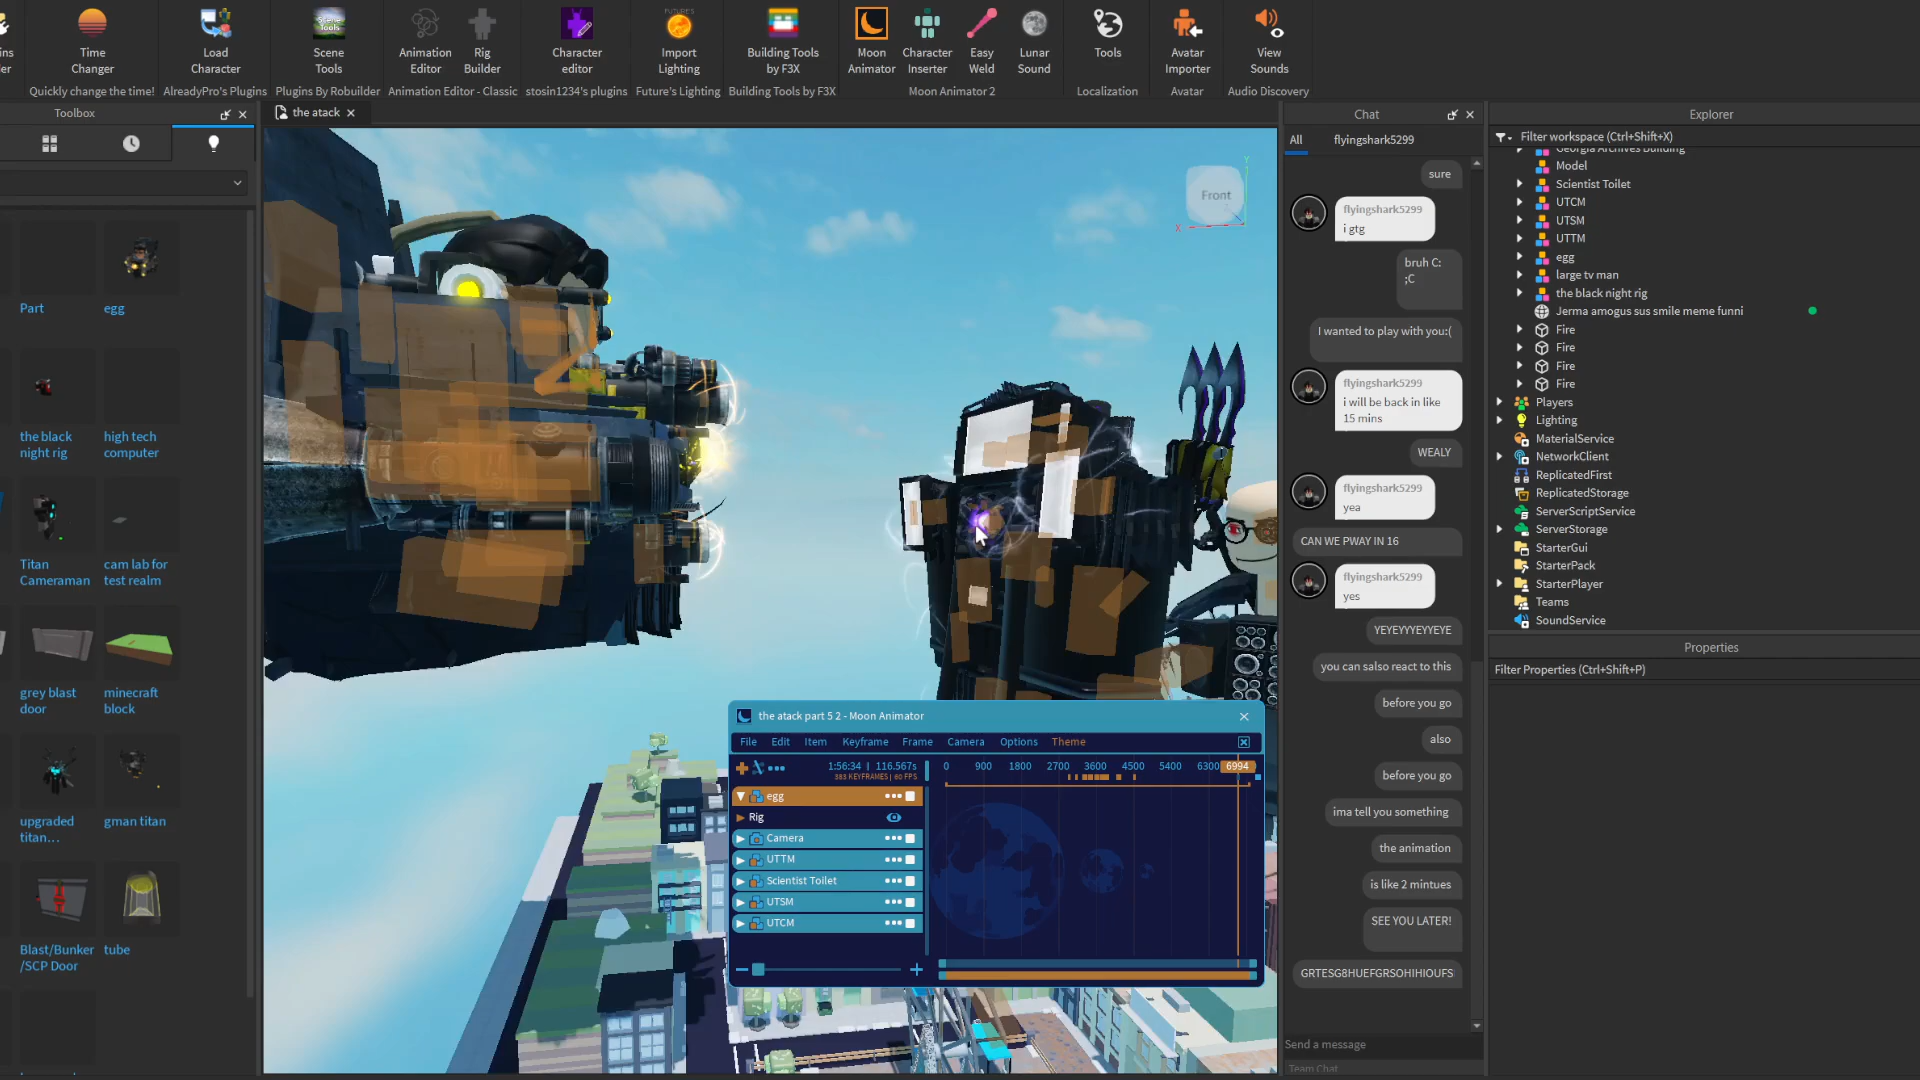 Time
Changer
Load
Character
Scene
Tools
Animation
Editor
Rig
Builder
Character
editor
FUTURES
Import
Lighting
Building Tools
by F3X
Moon
Animator
Character
Inserter
Easy
Weld
Lunar
Sound
Tools
Avatar
Importer
View
Sounds
Quickly change the time!
AlreadyPro's Plugins
Plugins By Robuilder
Animation Editor - Classic
stosin1234's plugins
Future's Lighting
Building Tools by F3X
Moon Animator 2
Localization
Avatar
Audio Discovery
Toolbox
Part
egg
the black
night rig
high tech
computer
Titan
Cameraman
cam lab for
test realm
grey blast
door
minecraft
block
upgraded
titan...
gman titan
Blast/Bunker
/SCP Door
tube
the atack
Front
Y
X
the atack part 5 2 - Moon Animator
File
Edit
Item
Keyframe
Frame
Camera
Options
Theme
1:56:34 | 116.567s
383 KEYFRAMES | 60 FPS
0
900
1800
2700
3600
4500
5400
6300
6994
egg
Rig
Camera
UTTM
Scientist Toilet
UTSM
UTCM
Chat
All
flyingshark5299
sure
flyingshark5299
i gtg
bruh C:
;C
I wanted to play with you:(
flyingshark5299
i will be back in like
15 mins
WEALY
flyingshark5299
yea
CAN WE PWAY IN 16
flyingshark5299
yes
YEYEYYYEYYEYE
you can salso react to this
before you go
also
before you go
ima tell you something
the animation
is like 2 mintues
SEE YOU LATER!
GRTESG8HUEFGRSOHIHIOUFS
Send a message
Team Chat
Explorer
Filter workspace (Ctrl+Shift+X)
Georgia Archives Building
Model
Scientist Toilet
UTCM
UTSM
UTTM
egg
large tv man
the black night rig
Jerma amogus sus smile meme funni
Fire
Fire
Fire
Fire
Players
Lighting
MaterialService
NetworkClient
ReplicatedFirst
ReplicatedStorage
ServerScriptService
ServerStorage
StarterGui
StarterPack
StarterPlayer
Teams
SoundService
Properties
Filter Properties (Ctrl+Shift+P)